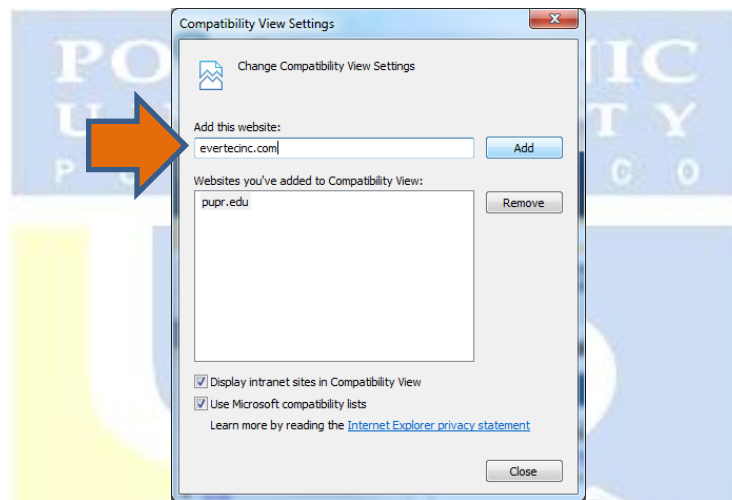 Compatibility View Settings
Change Compatibility View Settings
Add this website:
evertecinc.com
Add
Websites you've added to Compatibility View:
pupr.edu
Remove
Display intranet sites in Compatibility View
Use Microsoft compatibility lists
Learn more by reading the Internet Explorer privacy statement
Close